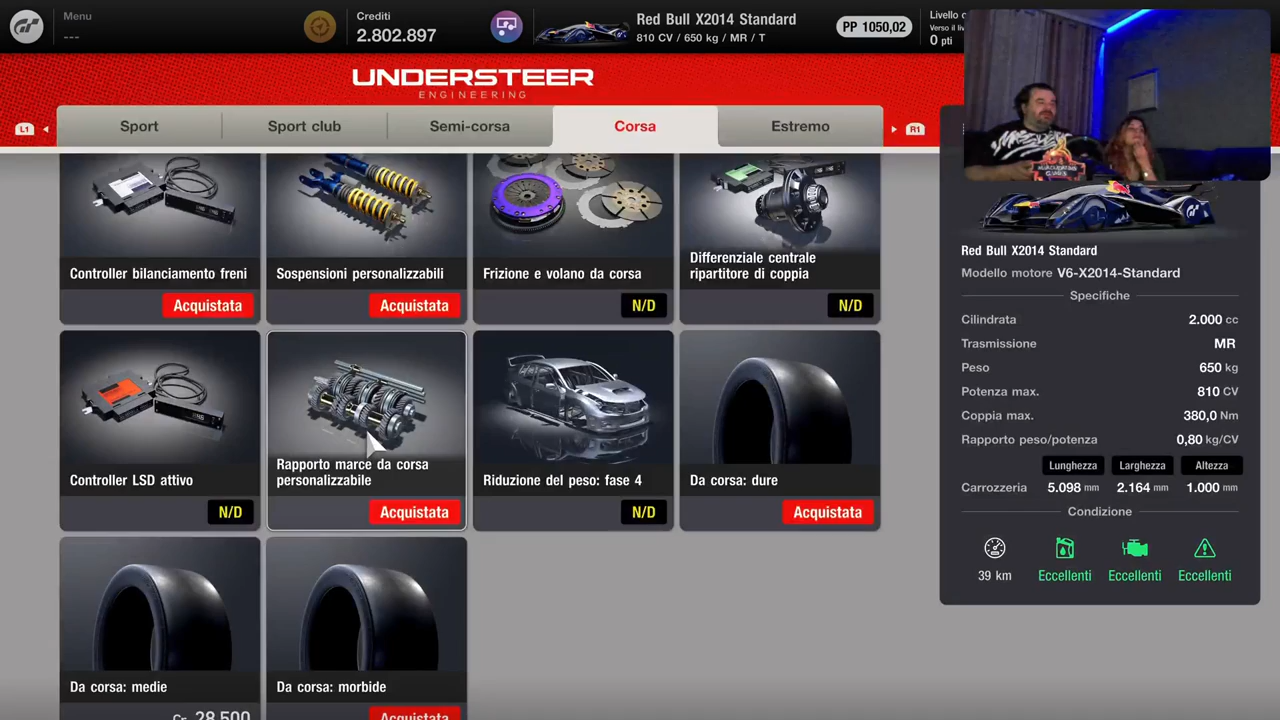 Menu
---
Crediti
2.802.897
Red Bull X2014 Standard
810 CV / 650 kg / MR / T
PP 1050,02
Livello
Verso il
0 pti
UNDERSTEER
ENGINEERING
L1
Sport
Sport club
Semi-corsa
Corsa
Estremo
R1
Controller bilanciamento freni
Acquistata
Sospensioni personalizzabili
Acquistata
Frizione e volano da corsa
N/D
Differenziale centrale
ripartitore di coppia
N/D
Controller LSD attivo
N/D
Rapporto marce da corsa
personalizzabile
Acquistata
Riduzione del peso: fase 4
N/D
Da corsa: dure
Acquistata
Da corsa: medie
Cr. 28.500
Da corsa: morbide
Acquistata
Red Bull X2014 Standard
Modello motore V6-X2014-Standard
Specifiche
Cilindrata 2.000 cc
Trasmissione MR
Peso 650 kg
Potenza max. 810 CV
Coppia max. 380,0 Nm
Rapporto peso/potenza 0,80 kg/CV
Lunghezza Larghezza Altezza
Carrozzeria 5.098 mm 2.164 mm 1.000 mm
Condizione
39 km Eccellenti Eccellenti Eccellenti